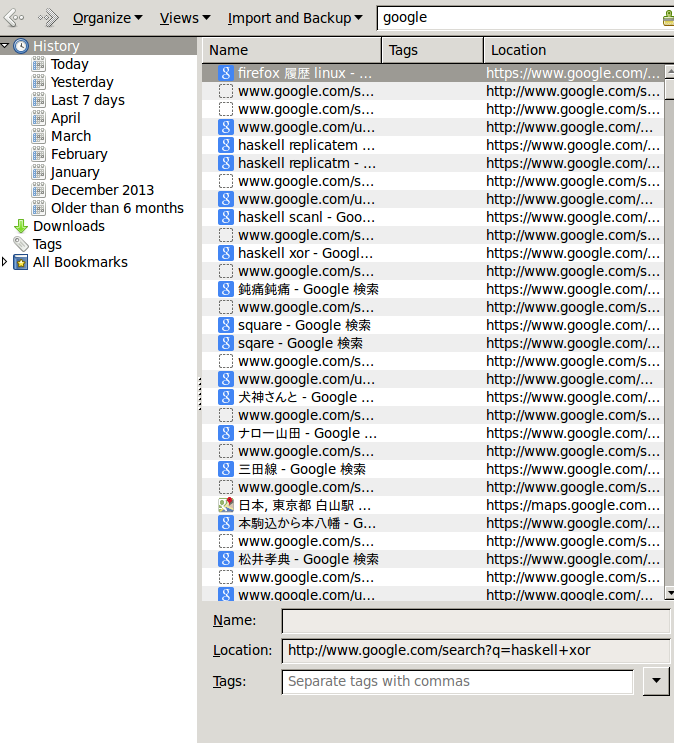 Organize Views Import and Backup google
History
Today
Yesterday
Last 7 days
April
March
February
January
December 2013
Older than 6 months
Downloads
Tags
All Bookmarks
Name Tags Location
firefox 履歴 linux - ... https://www.google.com/...
www.google.com/s... http://www.google.com/s...
www.google.com/s... http://www.google.com/s...
www.google.com/u... http://www.google.com/...
haskell replicatem ... https://www.google.com/...
haskell replicatm - ... https://www.google.com/...
www.google.com/s... http://www.google.com/s...
www.google.com/u... http://www.google.com/...
haskell scanl - Goo... https://www.google.com/...
www.google.com/s... http://www.google.com/s...
haskell xor - Googl... https://www.google.com/...
www.google.com/s... http://www.google.com/s...
鈍痛鈍痛 - Google 検索 https://www.google.com/...
www.google.com/s... http://www.google.com/s...
square - Google 検索 https://www.google.com/...
sqare - Google 検索 https://www.google.com/...
www.google.com/s... http://www.google.com/s...
www.google.com/u... http://www.google.com/...
犬神さんと - Google ... https://www.google.com/...
www.google.com/s... http://www.google.com/s...
ナロー山田 - Google ... https://www.google.com/...
www.google.com/s... http://www.google.com/s...
三田線 - Google 検索 https://www.google.com/...
www.google.com/s... http://www.google.com/s...
日本, 東京都 白山駅 ... https://maps.google.com...
本駒込から本八幡 - G... https://www.google.com/...
www.google.com/s... http://www.google.com/s...
松井孝典 - Google 検索 https://www.google.com/...
www.google.com/s... http://www.google.com/s...
www.google.com/u... http://www.google.com/...
Name:
Location: http://www.google.com/search?q=haskell+xor
Tags: Separate tags with commas